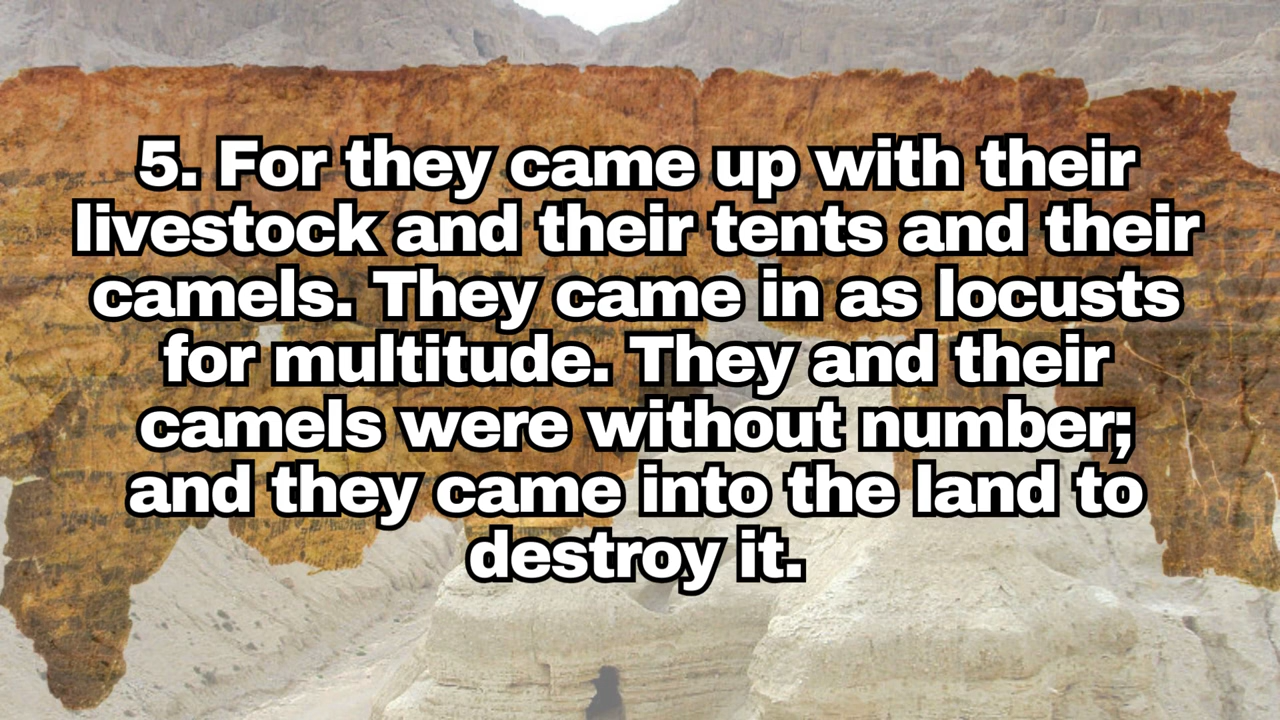 5. For they came up with their
livestock and their tents and their
camels. They came in as locusts
for multitude. They and their
camels were without number;
and they came into the land to
destroy it.